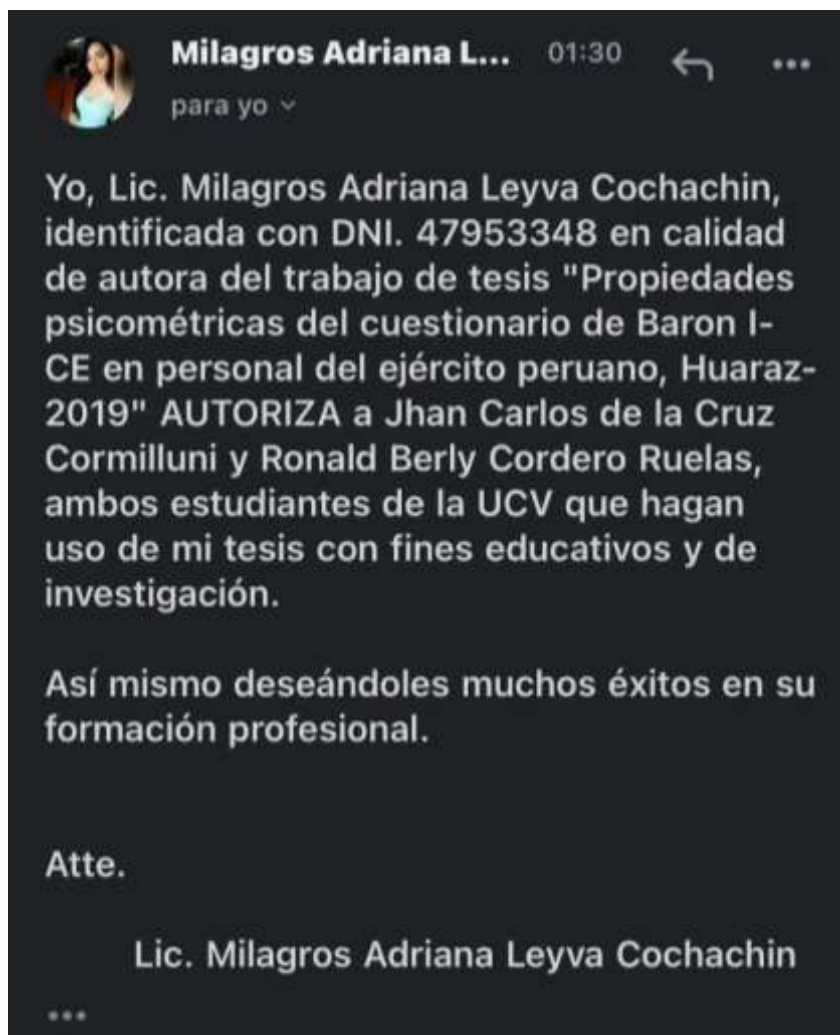 Milagros Adriana L... 01:30
para yo
Yo, Lic. Milagros Adriana Leyva Cochachin,
identificada con DNI. 47953348 en calidad
de autora del trabajo de tesis "Propiedades
psicométricas del cuestionario de Baron I-
CE en personal del ejército peruano, Huaraz-
2019" AUTORIZA a Jhan Carlos de la Cruz
Cormilluni y Ronald Berly Cordero Ruelas,
ambos estudiantes de la UCV que hagan
uso de mi tesis con fines educativos y de
investigación.
Así mismo deseándoles muchos éxitos en su
formación profesional.
Atte.
Lic. Milagros Adriana Leyva Cochachin